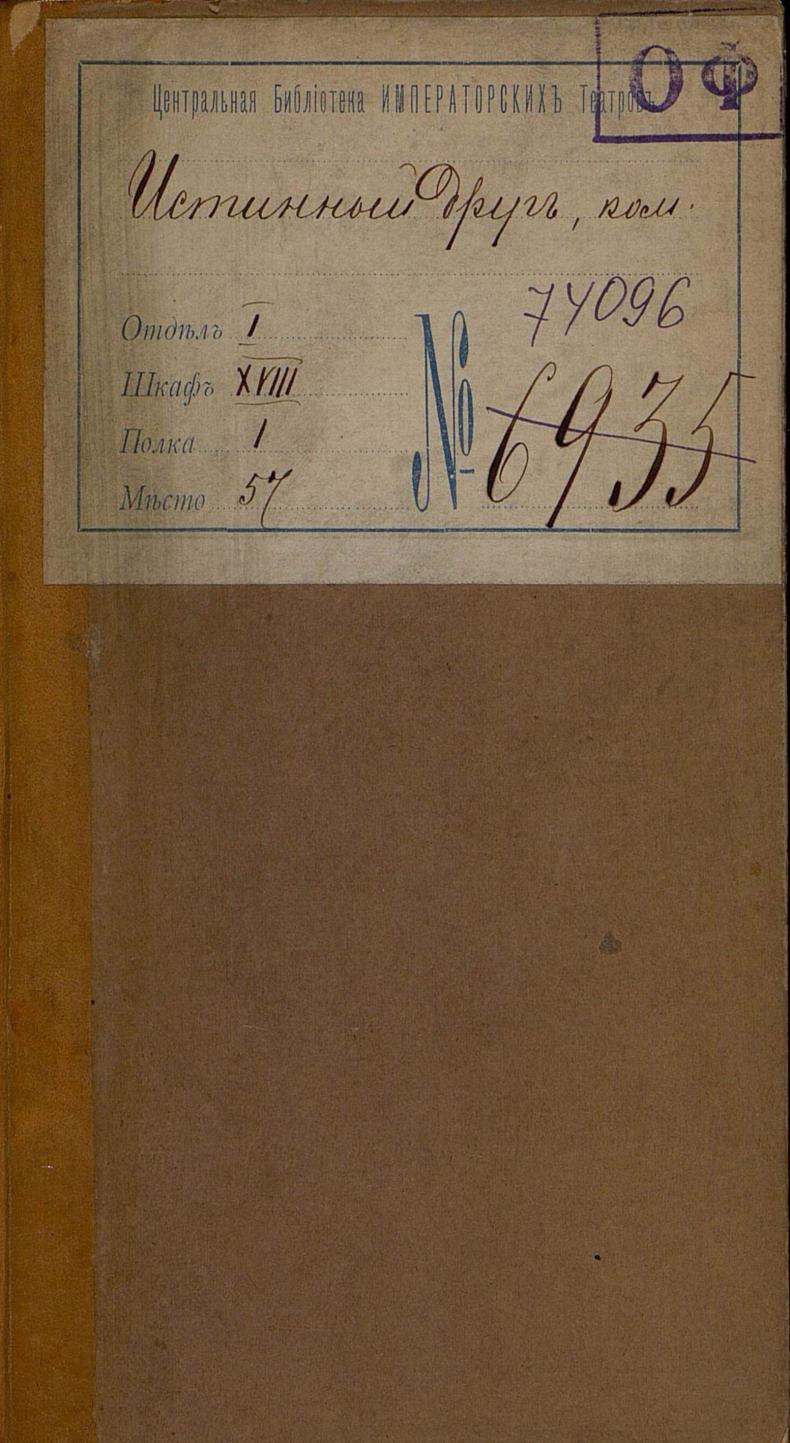 ОФ
Центральная Библіотека ИМПЕРАТОРСКИХЪ Театровъ
Истинный другъ, ком.
74096
Отдѣлъ I
Шкафъ XVIII
Полка 1
Мѣсто 57
№ 6935